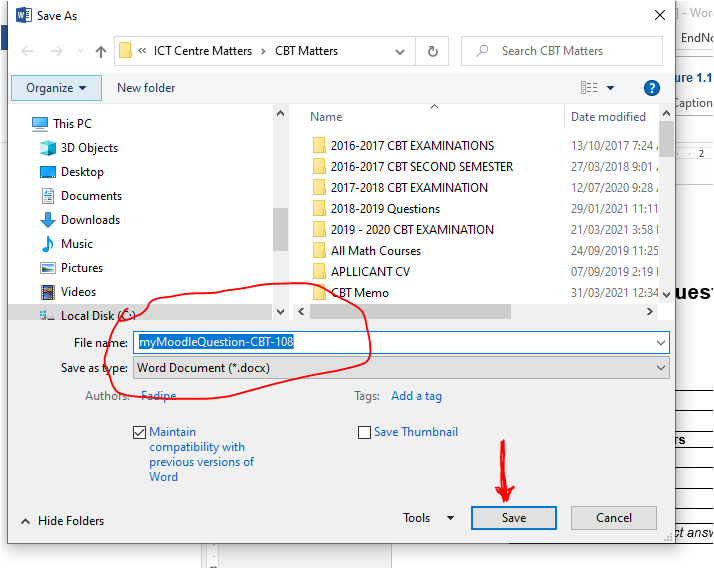 Save As
] - Wor
EndNo
« ICT Centre Matters › CBT Matters
Search CBT Matters
ure 1.1
Organize New folder
Caption
This PC
3D Objects
Desktop
Documents
Downloads
Music
Pictures
Videos
Local Disk (C:)
Name Date modified
2
2016-2017 CBT EXAMINATIONS 13/10/2017 7:24 A
2016-2017 CBT SECOND SEMESTER 27/03/2018 9:01 A
2017-2018 CBT EXAMINATION 12/07/2020 9:28 A
2018-2019 Questions 29/01/2021 11:11
2019 - 2020 CBT EXAMINATION 21/03/2021 3:58 P
All Math Courses 24/09/2019 11:25
APLLICANT CV 07/09/2019 2:19 P
CBT Memo 31/03/2021 12:34
uest
File name: myMoodleQuestion-CBT-108
Save as type: Word Document (*.docx)
Authors: Fadipe
Tags: Add a tag
Maintain
compatibility with
previous versions of
Word
Save Thumbnail
rs
Hide Folders
Tools Save Cancel
ct answ